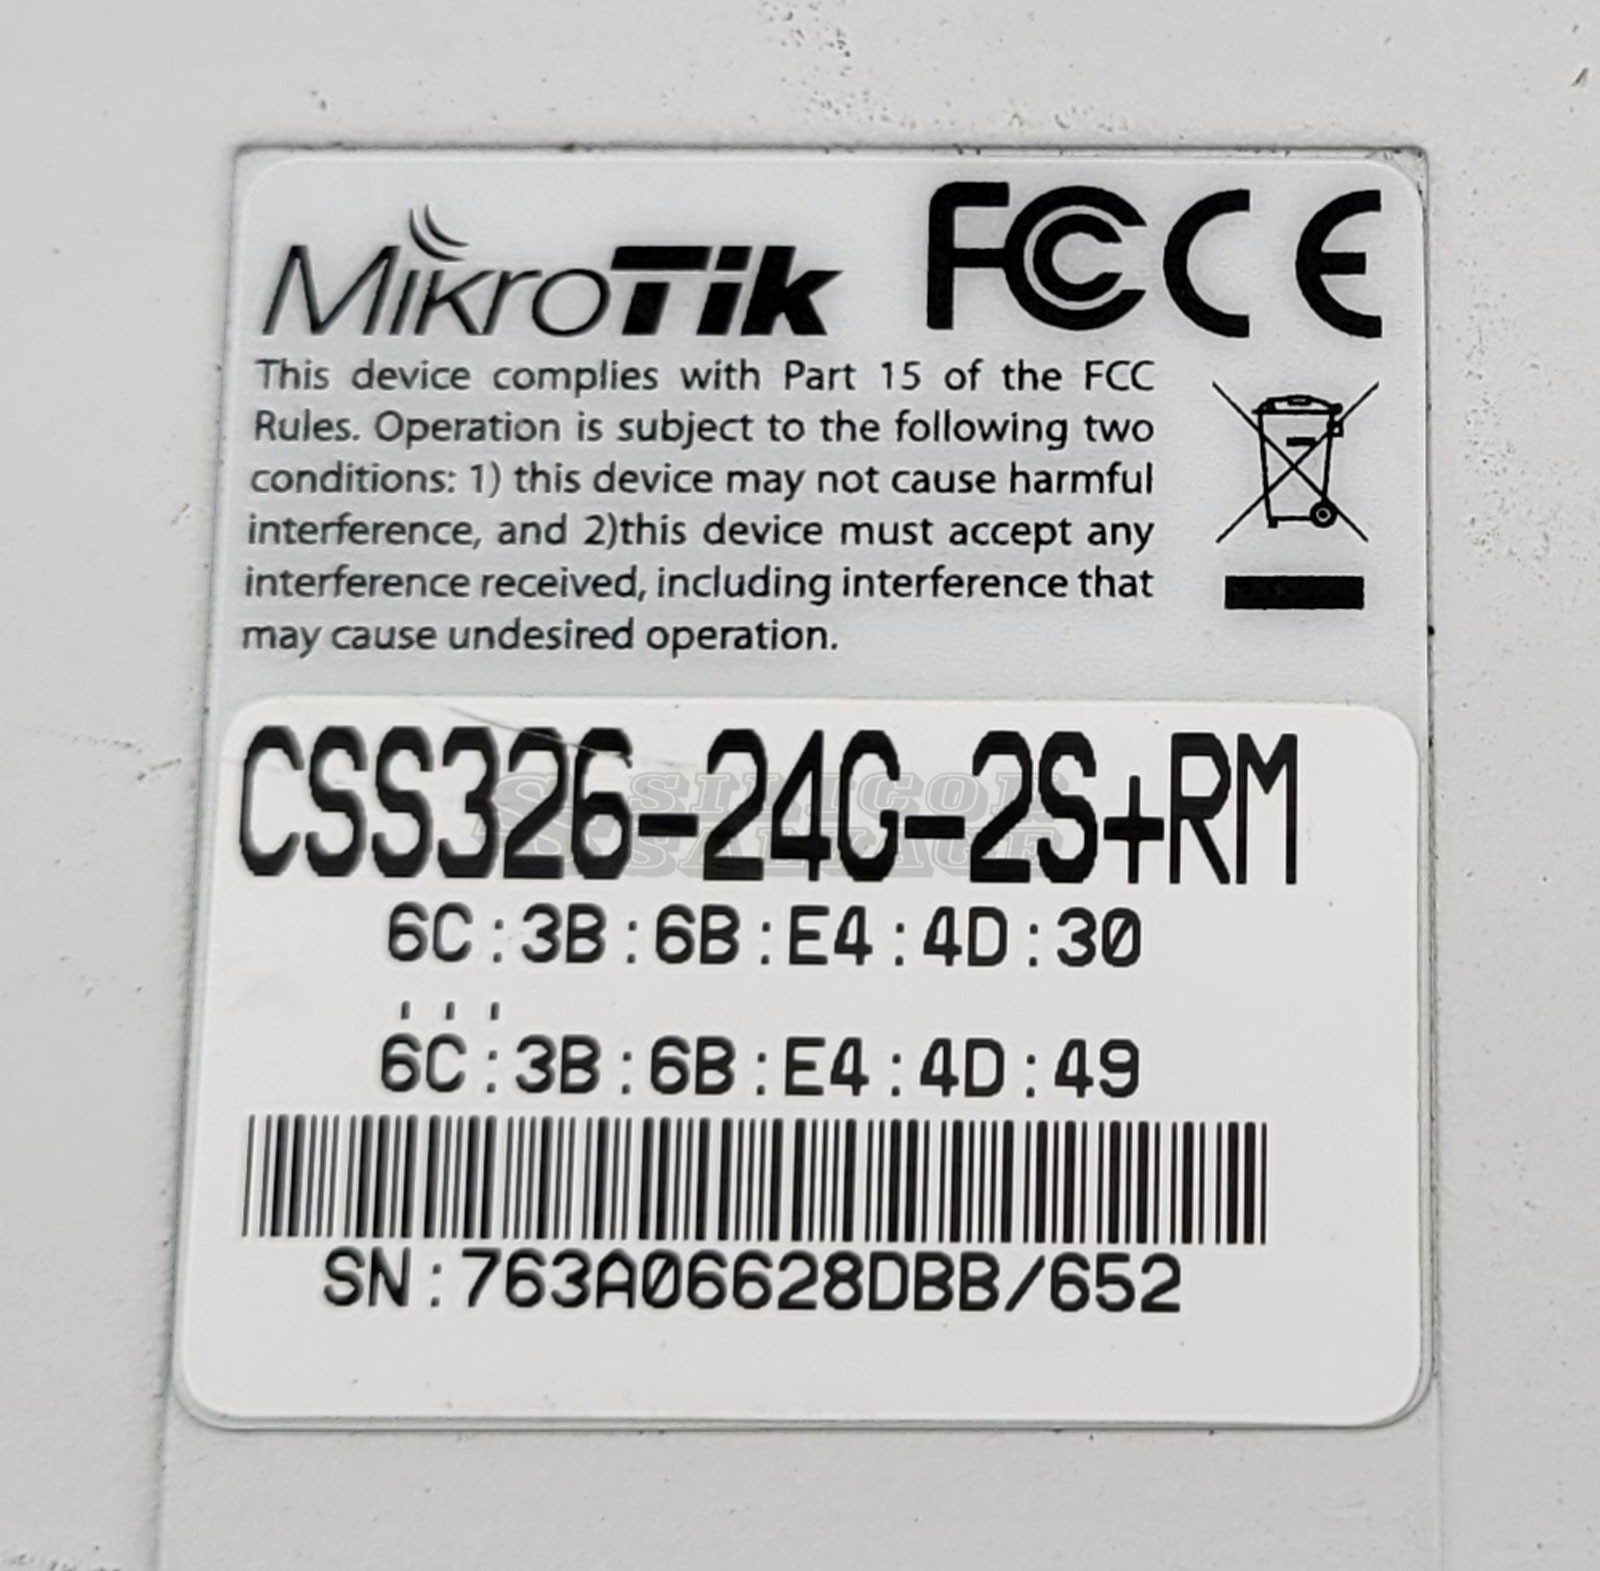 MikroTik FC CE
This device complies with Part 15 of the FCC
Rules. Operation is subject to the following two
conditions: 1) this device may not cause harmful
interference, and 2)this device must accept any
interference received, including interference that
may cause undesired operation.
CSS326-24G-2S+RM
SILICON
SALVAGE
6C:3B:6B:E4:4D:30
6C:3B:6B:E4:4D:49
SN:763A06628DBB/652